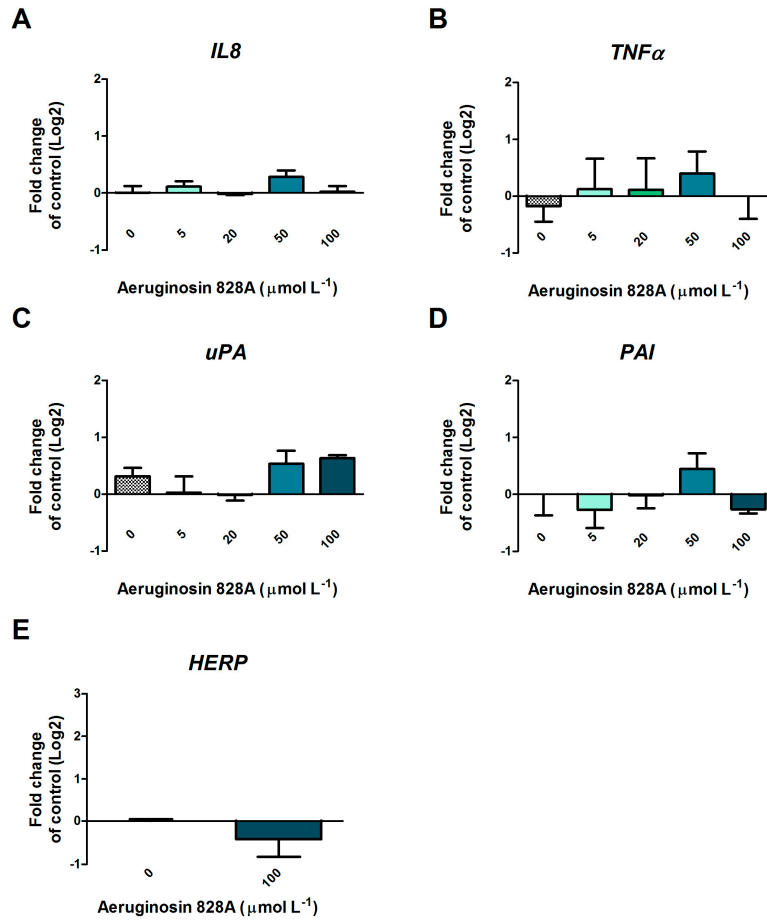 A
IL8
Fold change
of control (Log2)
2
1
0
-1
0
5
20
50
100
Aeruginosin 828A ( μmol L⁻¹)
B
TNFα
Fold change
of control (Log2)
2
1
0
-1
0
5
20
50
100
Aeruginosin 828A ( μmol L⁻¹)
C
uPA
Fold change
of control (Log2)
2
1
0
-1
0
5
20
50
100
Aeruginosin 828A ( μmol L⁻¹)
D
PAI
Fold change
of control (Log2)
2
1
0
-1
0
5
20
50
100
Aeruginosin 828A ( μmol L⁻¹)
E
HERP
Fold change
of control (Log2)
3
2
1
0
-1
0
100
Aeruginosin 828A ( μmol L⁻¹)